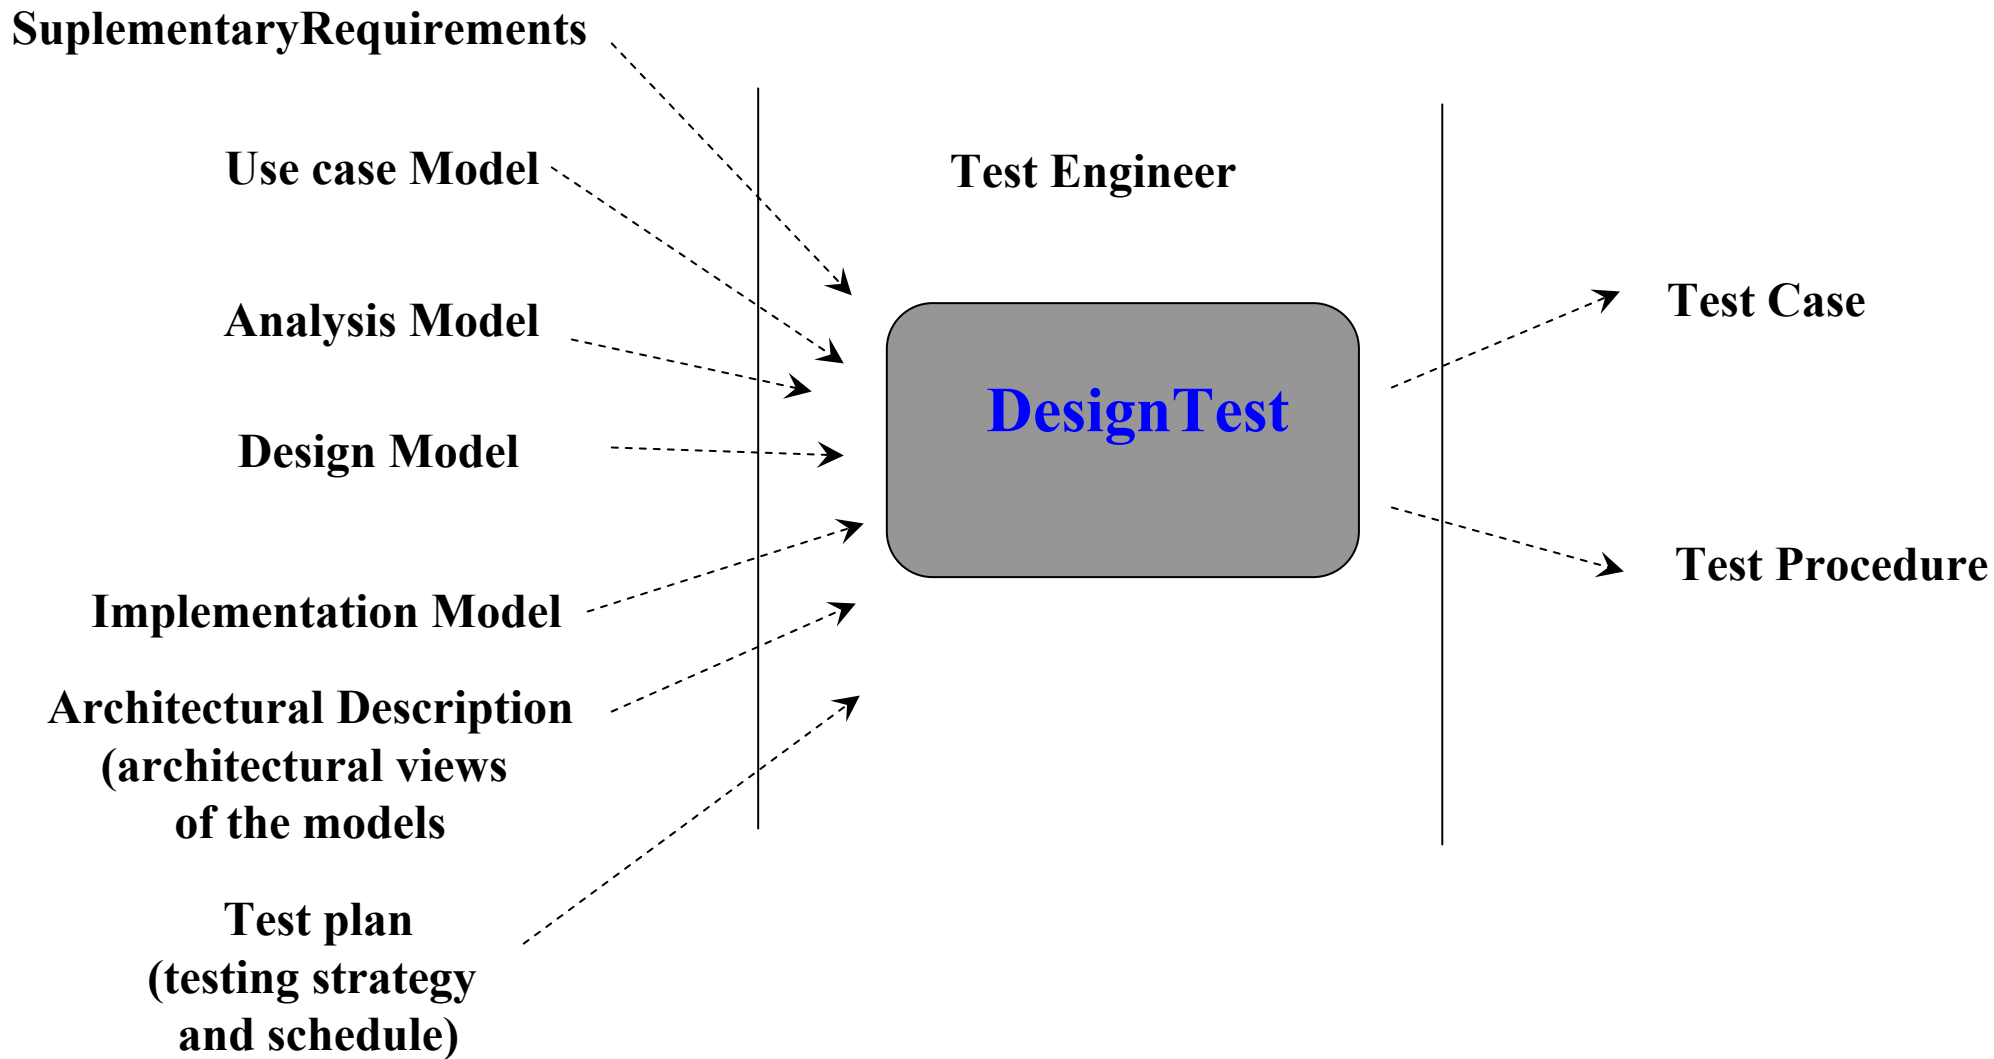 SuplementaryRequirements
Use case Model
Analysis Model
Design Model
Implementation Model
Architectural Description
(architectural views
of the models
Test plan
(testing strategy
and schedule)
Test Engineer
DesignTest
Test Case
Test Procedure